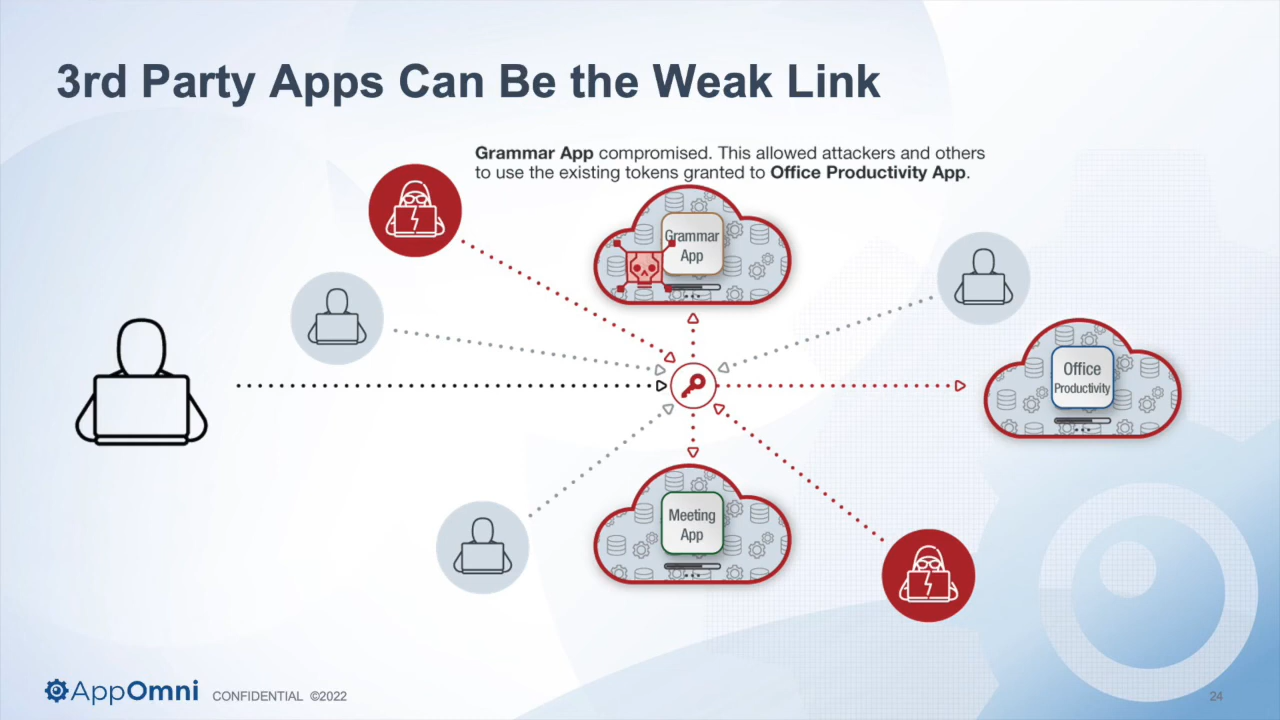 3rd Party Apps Can Be the Weak Link
Grammar App compromised. This allowed attackers and others
to use the existing tokens granted to Office Productivity App.
Grammar
App
Office
Productivity
Meeting
App
AppOmni CONFIDENTIAL ©2022
24